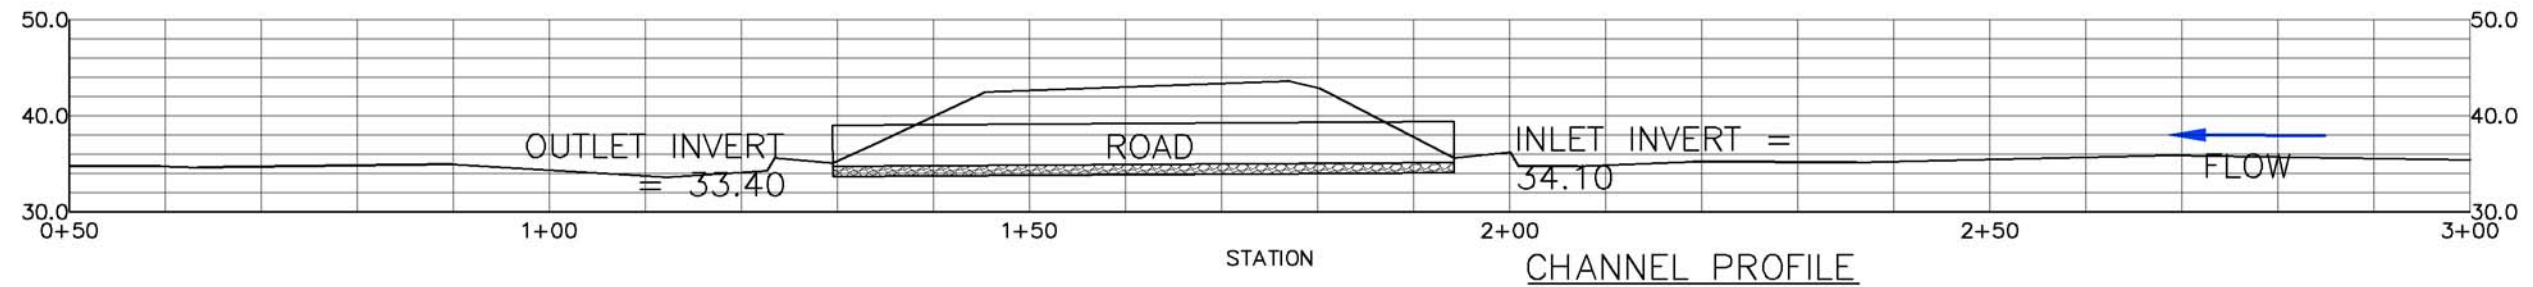 50.0 50.0
40.0 40.0
OUTLET INVERT
= 33.40
ROAD
INLET INVERT =
34.10
FLOW
30.0 30.0
0+50 1+00 1+50 2+00 2+50 3+00
STATION
CHANNEL PROFILE